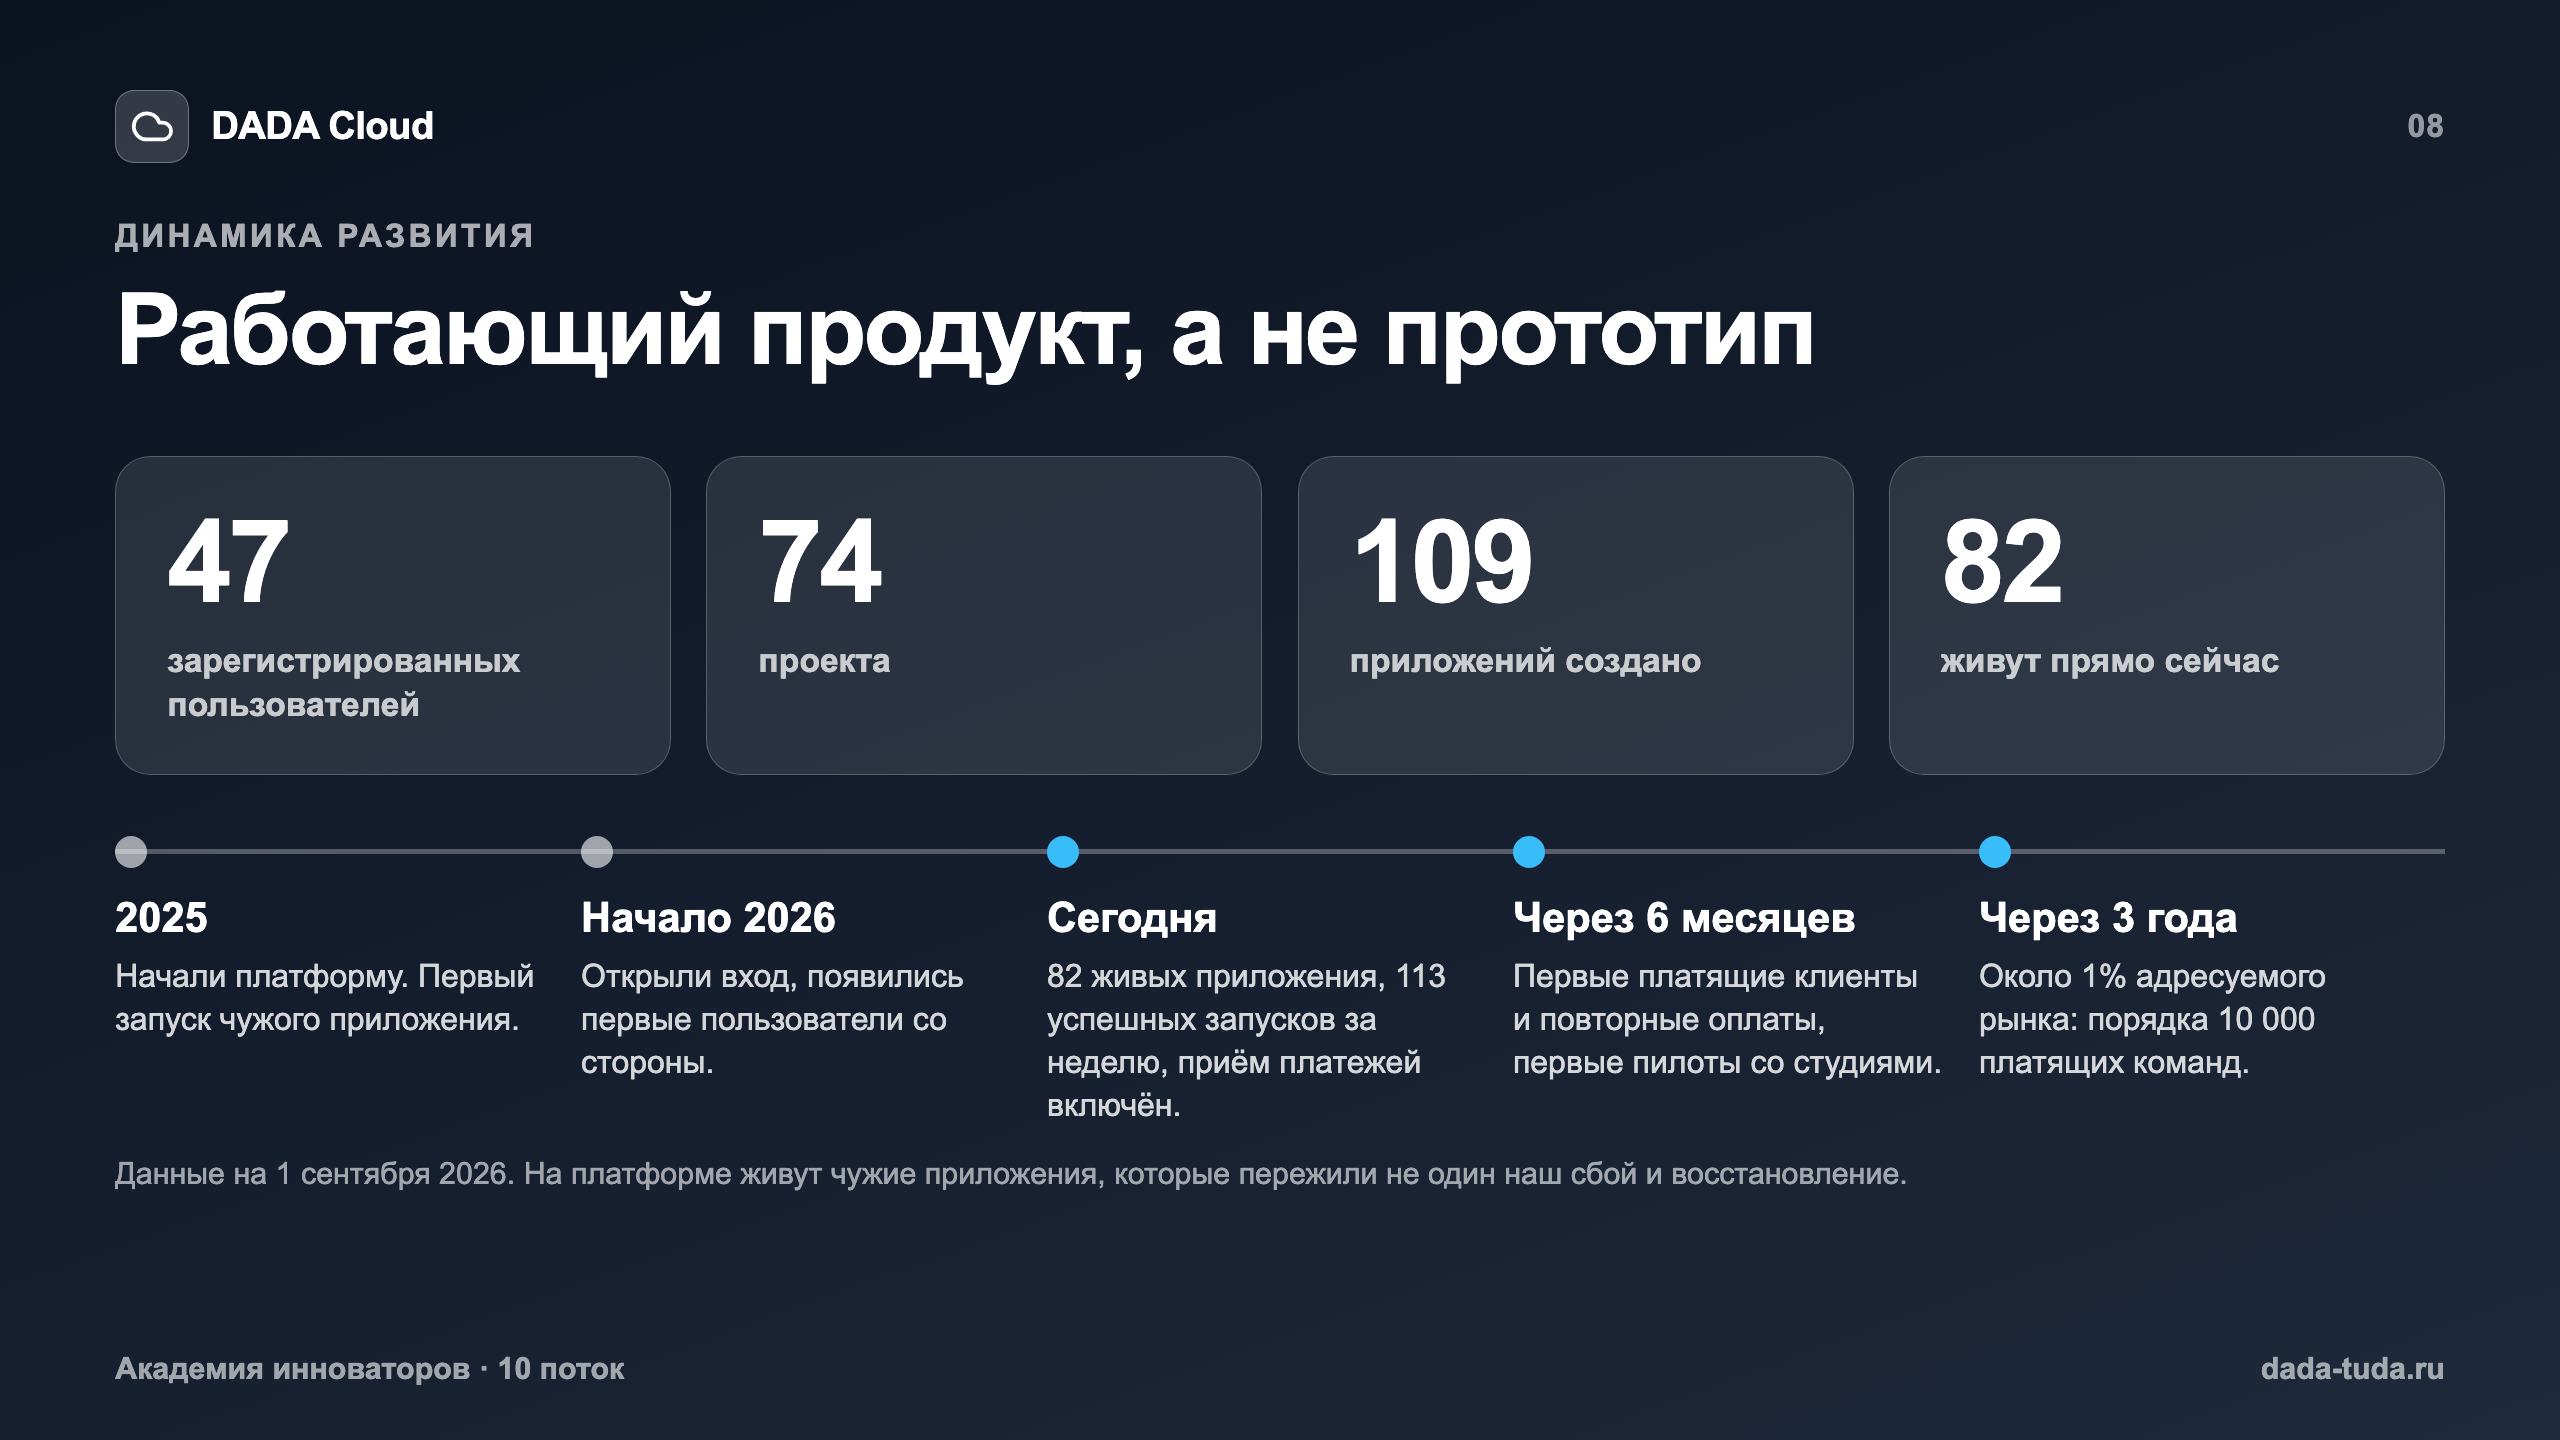 DADA Cloud
08
ДИНАМИКА РАЗВИТИЯ
Работающий продукт, а не прототип
47
зарегистрированных
пользователей
74
проекта
109
приложений создано
82
живут прямо сейчас
2025
Начали платформу. Первый
запуск чужого приложения.
Начало 2026
Открыли вход, появились
первые пользователи со
стороны.
Сегодня
82 живых приложения, 113
успешных запусков за
неделю, приём платежей
включён.
Через 6 месяцев
Первые платящие клиенты
и повторные оплаты,
первые пилоты со студиями.
Через 3 года
Около 1% адресуемого
рынка: порядка 10 000
платящих команд.
Данные на 1 сентября 2026. На платформе живут чужие приложения, которые пережили не один наш сбой и восстановление.
Академия инноваторов · 10 поток
dada-tuda.ru